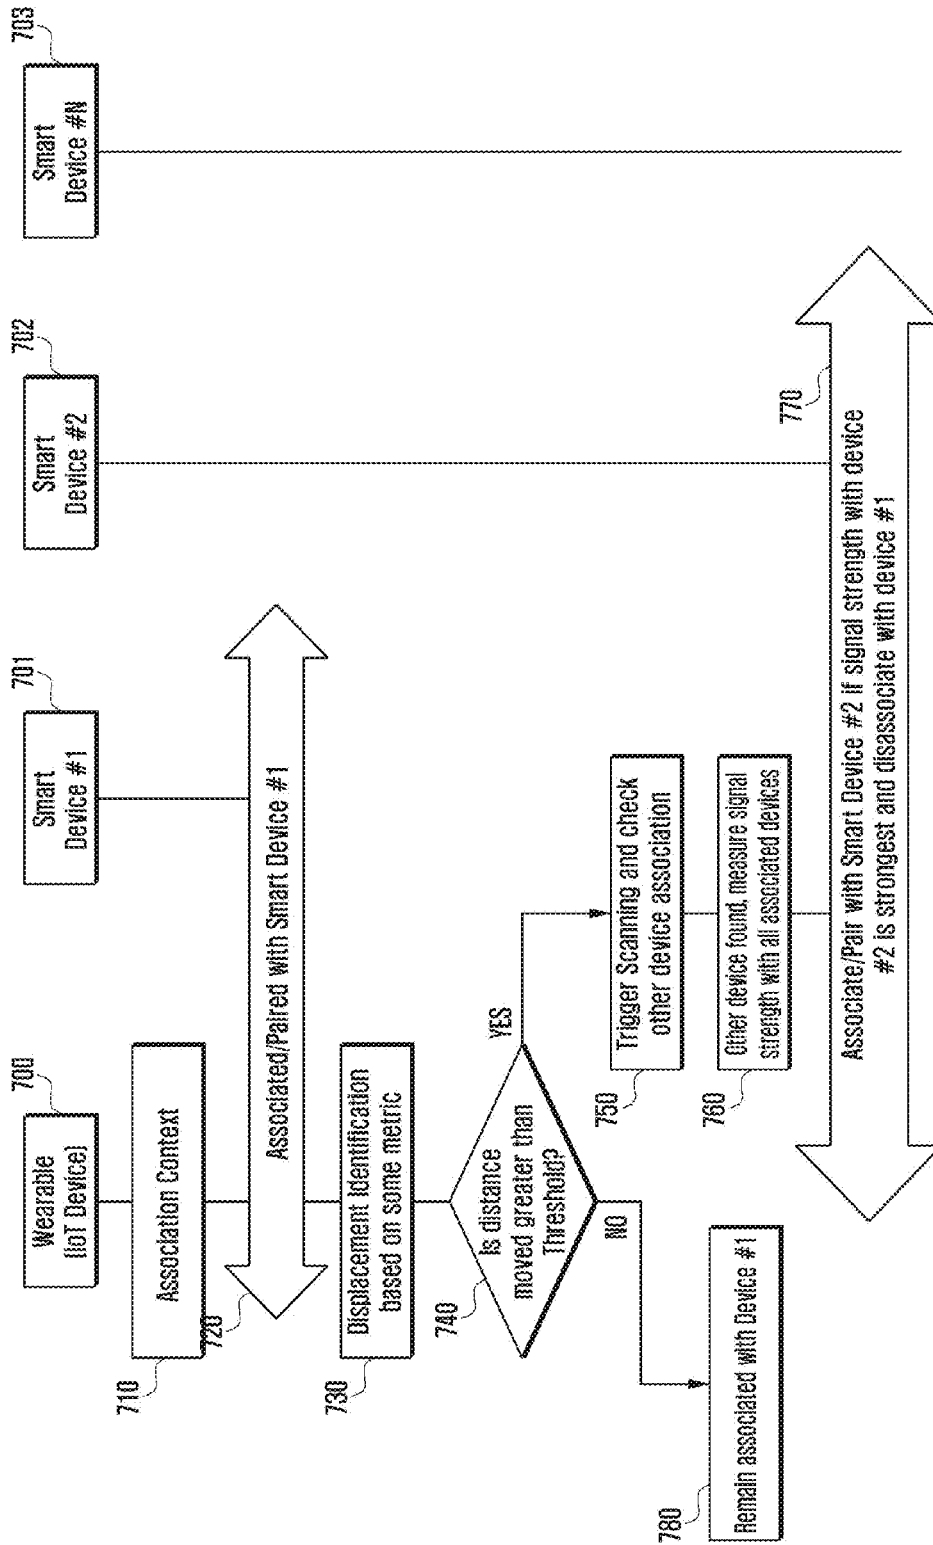 700
Wearable
(IoT Device)
701
Smart
Device #1
702
Smart
Device #2
703
Smart
Device #N
710
Association Context
720
Associated/Paired with Smart Device #1
730
Displacement Identification
based on some metric
740
Is distance
moved greater than
Threshold?
YES
NO
750
Trigger Scanning and check
other device association
760
Other device found, measure signal
strength with all associated devices
770
Associate/Pair with Smart Device #2 if signal strength with device
#2 is strongest and disassociate with device #1
780
Remain associated with Device #1